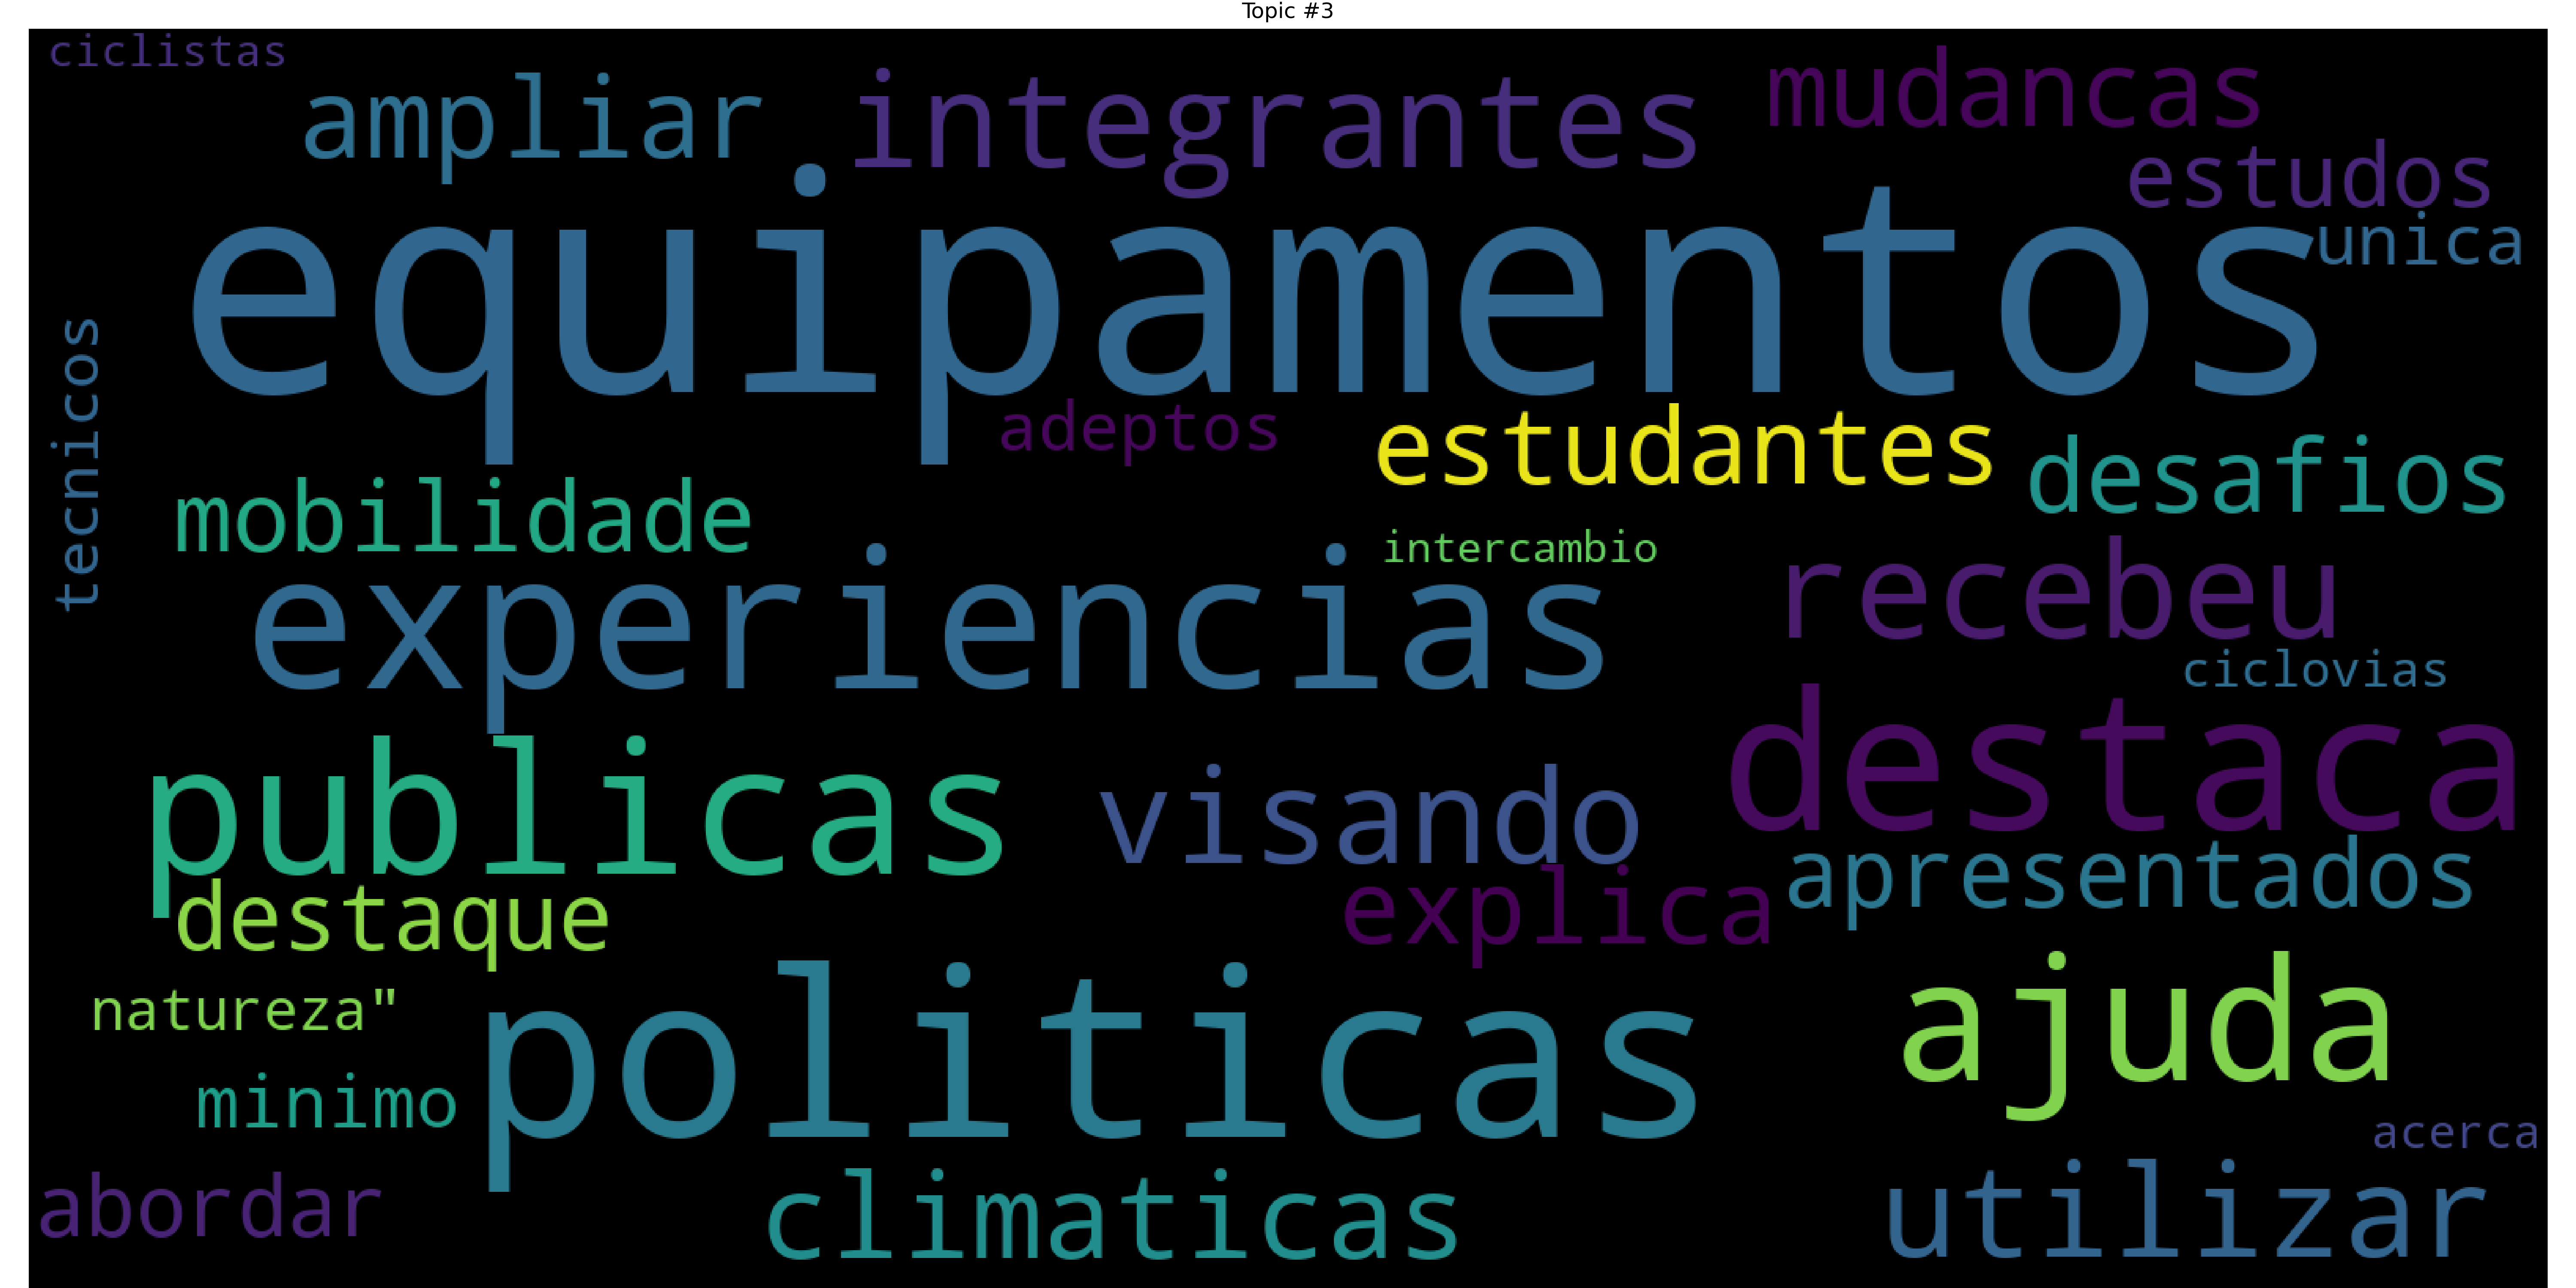 Topic #3
ciclistas
ampliar
integrantes
mudancas
estudos
equipamentos
unica
tecnicos
adeptos
estudantes
desafios
mobilidade
intercambio
experiencias
recebeu
ciclovias
destaca
publicas
visando
apresentados
explica
destaque
natureza"
politicas
ajuda
minimo
acerca
abordar
climaticas
utilizar